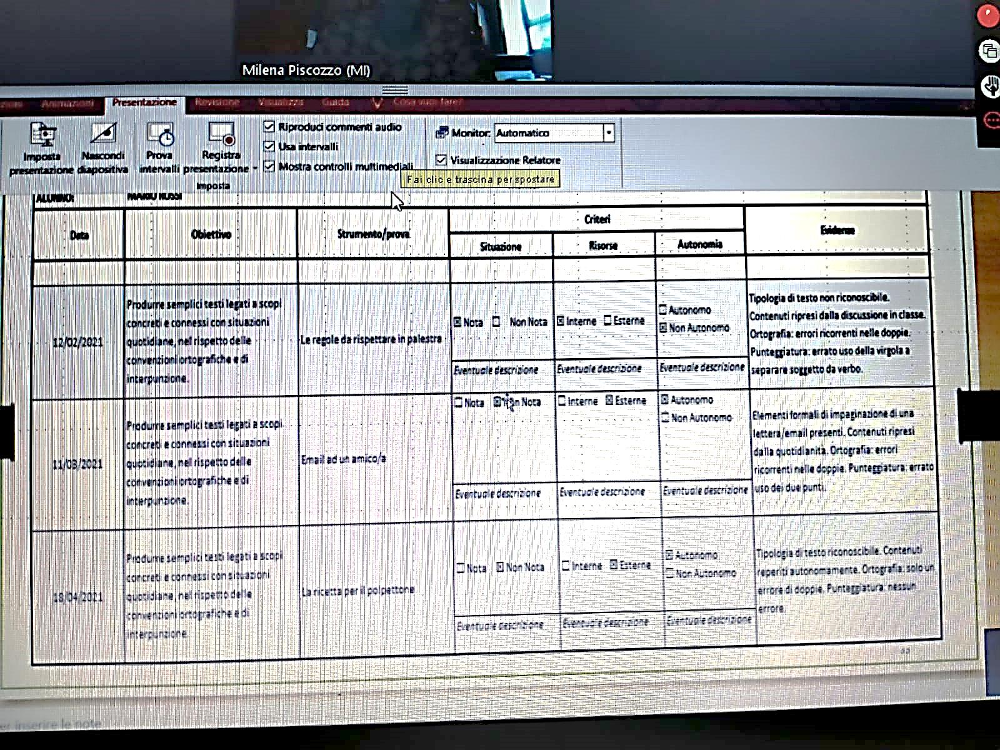 Milena Piscozzo (MI)
Animazioni Presentazione Revisione Visualizza Guida Cosa vuoi fare?
Imposta presentazione
Nascondi diapositiva
Prova intervalli
Registra presentazione
Riproduci commenti audio
Usa intervalli
Mostra controlli multimediali
Imposta
Monitor: Automatico
Visualizzazione Relatore
Fai clic e trascina per spostare
ALUNNO: MARIO ROSSI
Data
Obiettivo
Strumento/prova
Criteri
Situazione
Risorse
Autonomia
Evidenze
12/02/2021
Produrre semplici testi legati a scopi
concreti e connessi con situazioni
quotidiane, nel rispetto delle
convenzioni ortografiche e di
interpunzione.
Le regole da rispettare in palestra
☒ Nota ☐ Non Nota
Eventuale descrizione
☒ Interne ☐ Esterne
Eventuale descrizione
☐ Autonomo
☒ Non Autonomo
Eventuale descrizione
Tipologia di testo non riconoscibile.
Contenuti ripresi dalla discussione in classe.
Ortografia: errori ricorrenti nelle doppie.
Punteggiatura: errato uso della virgola a
separare soggetto da verbo.
11/03/2021
Produrre semplici testi legati a scopi
concreti e connessi con situazioni
quotidiane, nel rispetto delle
convenzioni ortografiche e di
interpunzione.
Email ad un amico/a
☐ Nota ☒ Non Nota
Eventuale descrizione
☐ Interne ☒ Esterne
Eventuale descrizione
☒ Autonomo
☐ Non Autonomo
Eventuale descrizione
Elementi formali di impaginazione di una
lettera/email presenti. Contenuti ripresi
dalla quotidianità. Ortografia: errori
ricorrenti nelle doppie. Punteggiatura: errato
uso dei due punti.
18/04/2021
Produrre semplici testi legati a scopi
concreti e connessi con situazioni
quotidiane, nel rispetto delle
convenzioni ortografiche e di
interpunzione.
La ricetta per il polpettone
☐ Nota ☒ Non Nota
Eventuale descrizione
☐ Interne ☒ Esterne
Eventuale descrizione
☒ Autonomo
☐ Non Autonomo
Eventuale descrizione
Tipologia di testo riconoscibile. Contenuti
reperiti autonomamente. Ortografia: solo un
errore di doppie. Punteggiatura: nessun
errore.
inserire le note